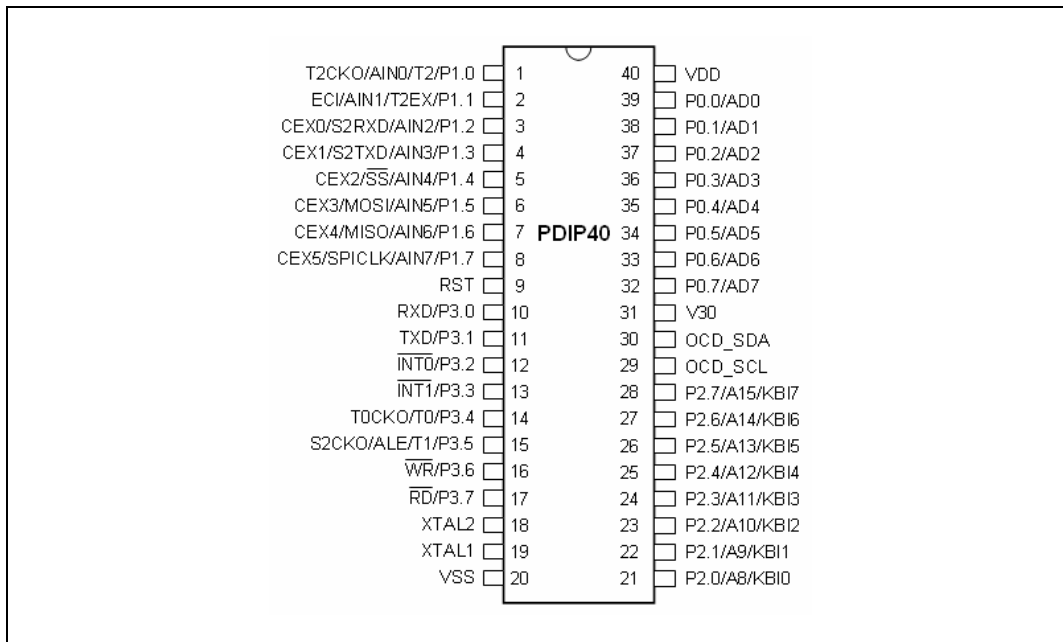 T2CKO/AIN0/T2/P1.0 1 40 VDD
ECI/AIN1/T2EX/P1.1 2 39 P0.0/AD0
CEX0/S2RXD/AIN2/P1.2 3 38 P0.1/AD1
CEX1/S2TXD/AIN3/P1.3 4 37 P0.2/AD2
CEX2/S̅S̅/AIN4/P1.4 5 36 P0.3/AD3
CEX3/MOSI/AIN5/P1.5 6 35 P0.4/AD4
CEX4/MISO/AIN6/P1.6 7 PDIP40 34 P0.5/AD5
CEX5/SPICLK/AIN7/P1.7 8 33 P0.6/AD6
RST 9 32 P0.7/AD7
RXD/P3.0 10 31 V30
TXD/P3.1 11 30 OCD_SDA
I̅N̅T̅0̅/P3.2 12 29 OCD_SCL
I̅N̅T̅1̅/P3.3 13 28 P2.7/A15/KBI7
T0CKO/T0/P3.4 14 27 P2.6/A14/KBI6
S2CKO/ALE/T1/P3.5 15 26 P2.5/A13/KBI5
W̅R̅/P3.6 16 25 P2.4/A12/KBI4
R̅D̅/P3.7 17 24 P2.3/A11/KBI3
XTAL2 18 23 P2.2/A10/KBI2
XTAL1 19 22 P2.1/A9/KBI1
VSS 20 21 P2.0/A8/KBI0